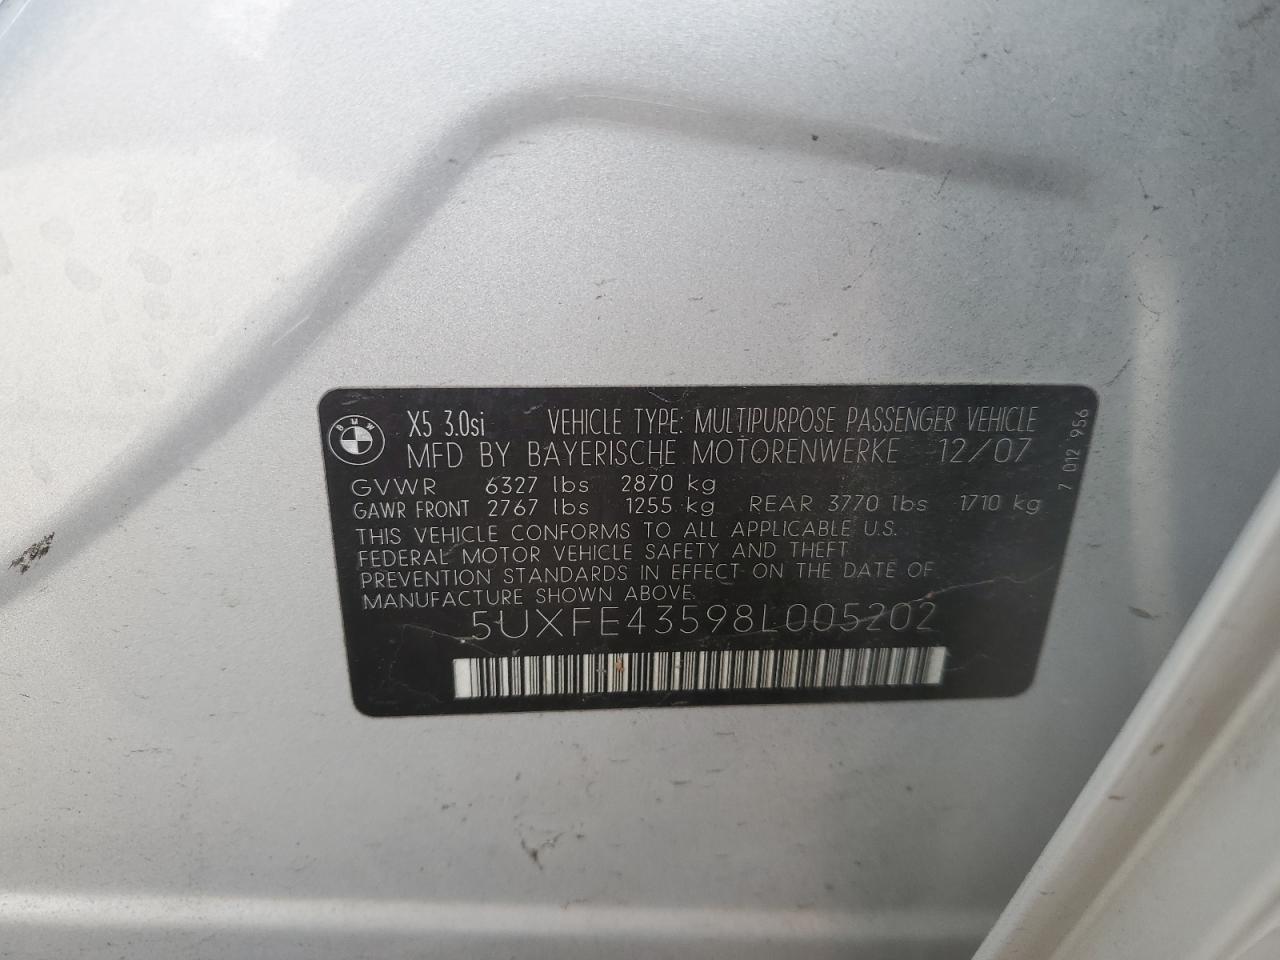 BMW
X5 3.0si VEHICLE TYPE: MULTIPURPOSE PASSENGER VEHICLE
MFD BY BAYERISCHE MOTORENWERKE 12/07
GVWR 6327 lbs 2870 kg
GAWR FRONT 2767 lbs 1255 kg REAR 3770 lbs 1710 kg
THIS VEHICLE CONFORMS TO ALL APPLICABLE U.S.
FEDERAL MOTOR VEHICLE SAFETY AND THEFT
PREVENTION STANDARDS IN EFFECT ON THE DATE OF
MANUFACTURE SHOWN ABOVE.
5UXFE43598L005202
7 012 956